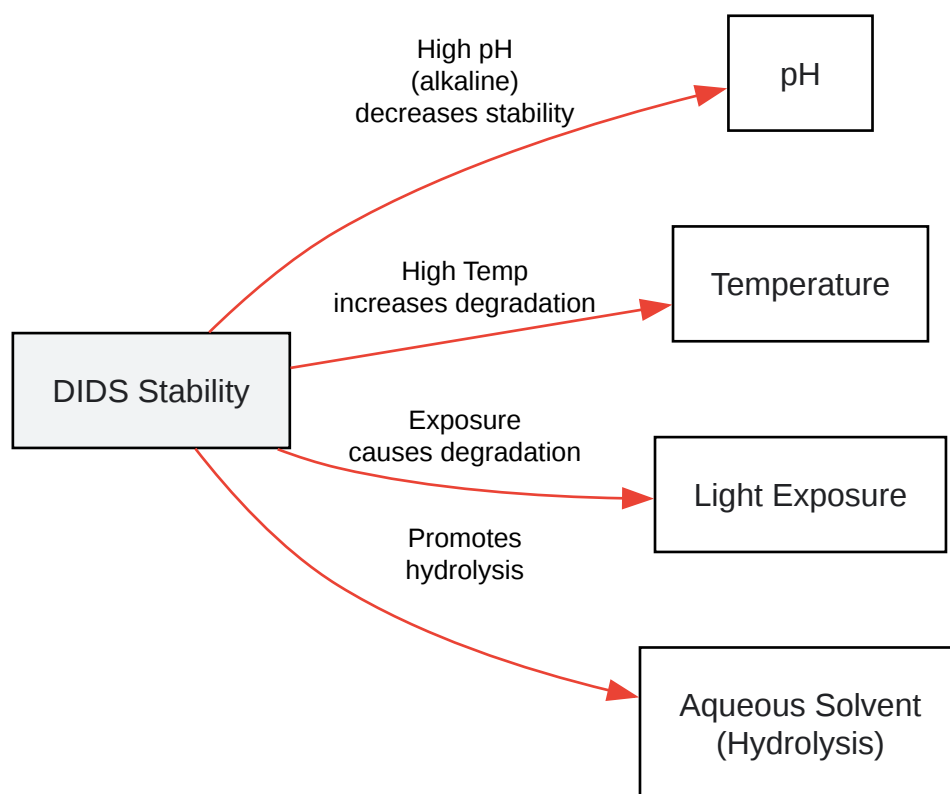 High pH
(alkaline)
decreases stability
pH
High Temp
increases degradation
Temperature
DIDS Stability
Exposure
causes degradation
Light Exposure
Promotes
hydrolysis
Aqueous Solvent
(Hydrolysis)